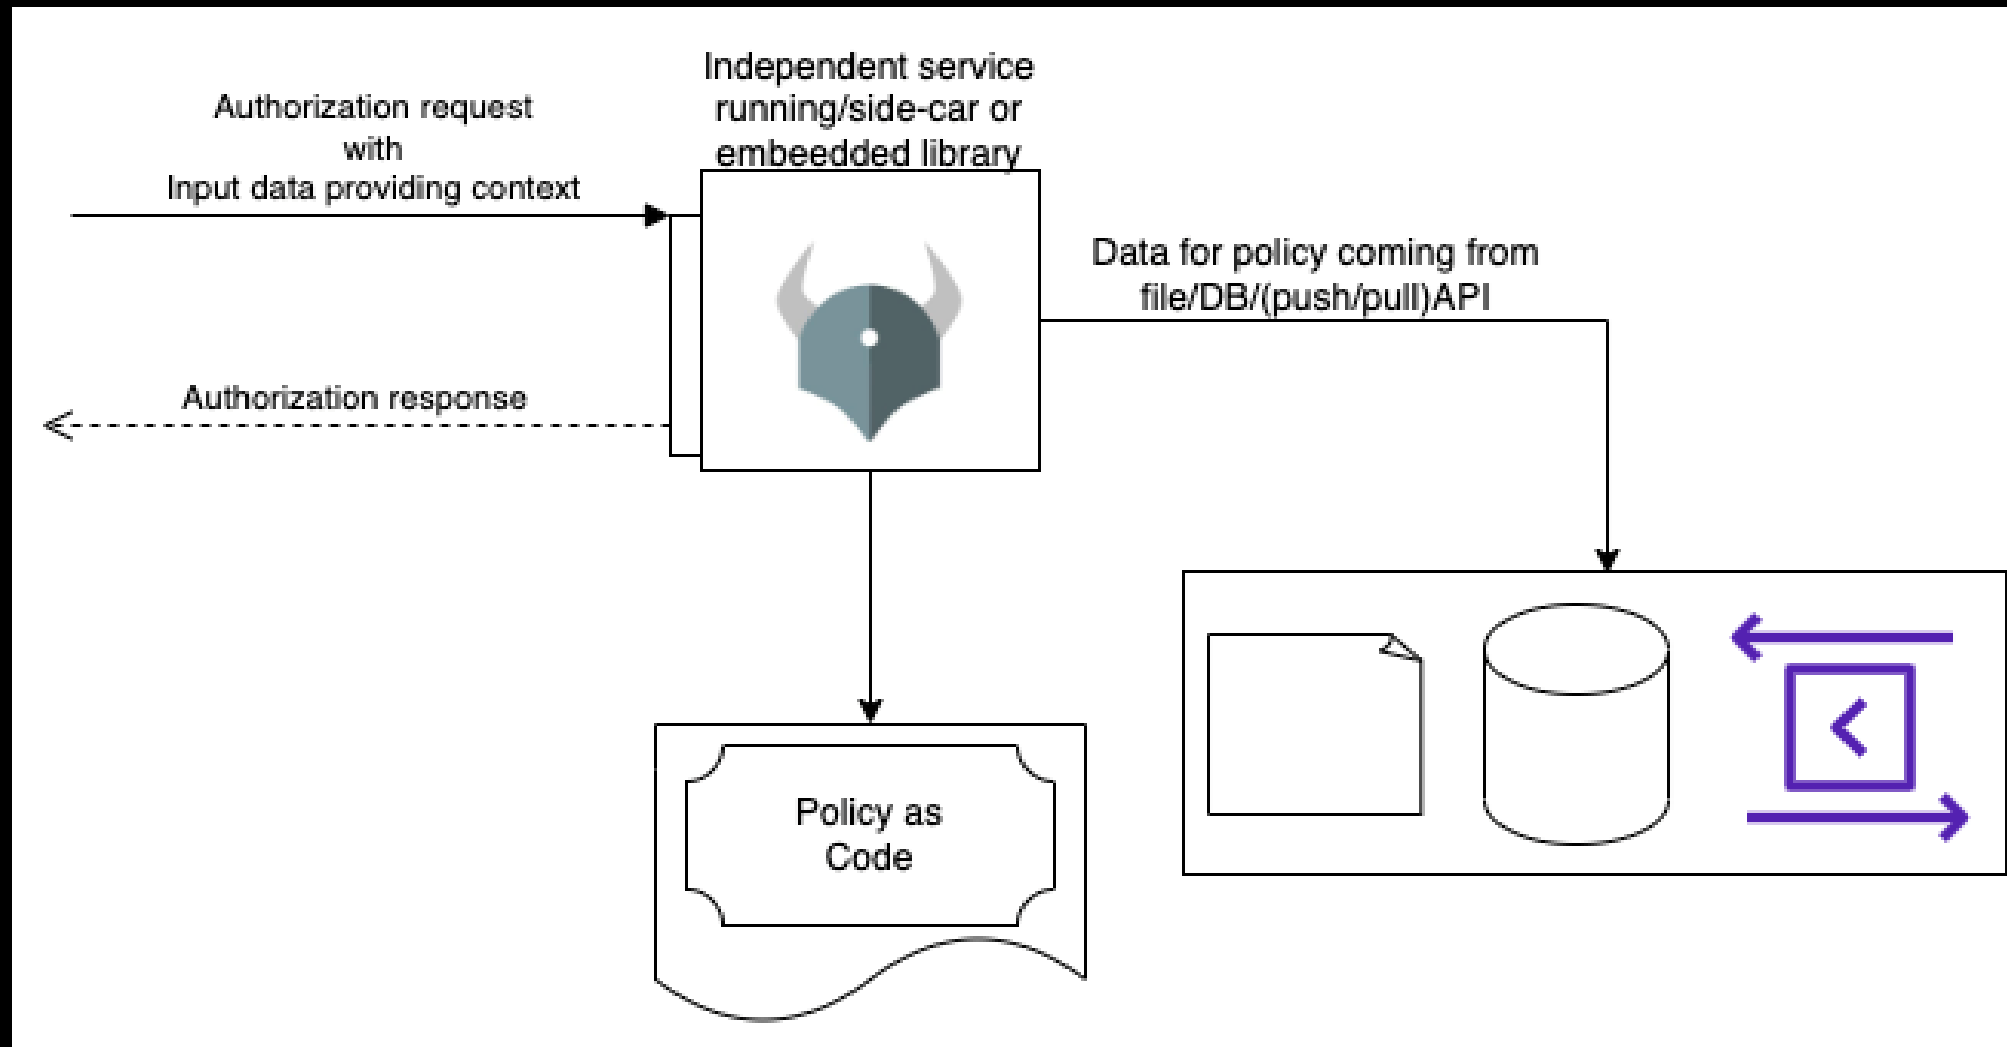 Independent service
running/side-car or
embeedded library
Authorization request
with
Input data providing context
Data for policy coming from
file/DB/(push/pull)API
Authorization response
Policy as
Code